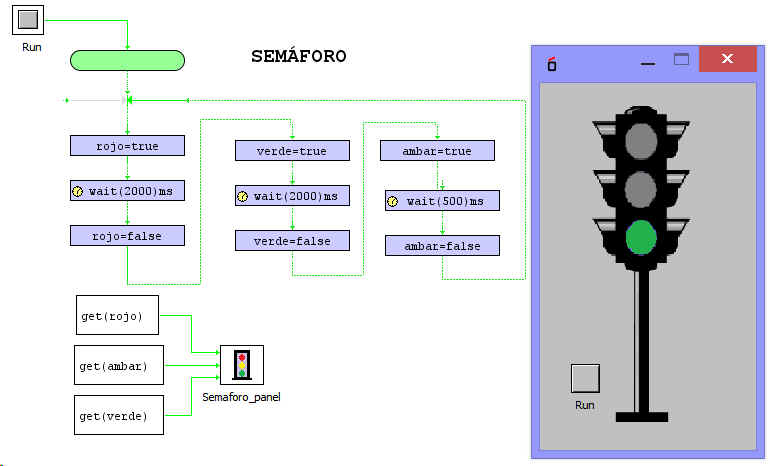 Run
SEMÁFORO
rojo=true
wait(2000)ms
rojo=false
verde=true
wait(2000)ms
verde=false
ambar=true
wait(500)ms
ambar=false
get(rojo)
get(ambar)
get(verde)
Semaforo_panel
Run